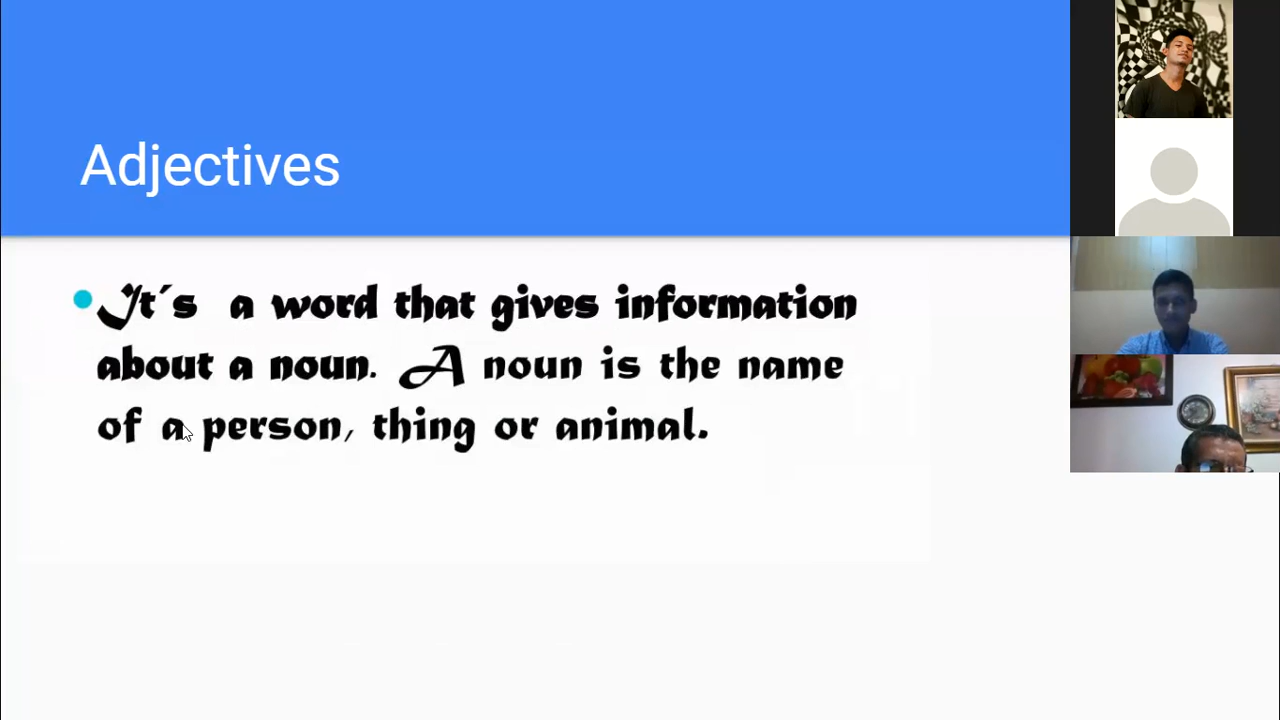 Adjectives
It´s a word that gives information
about a noun. A noun is the name
of a person, thing or animal.